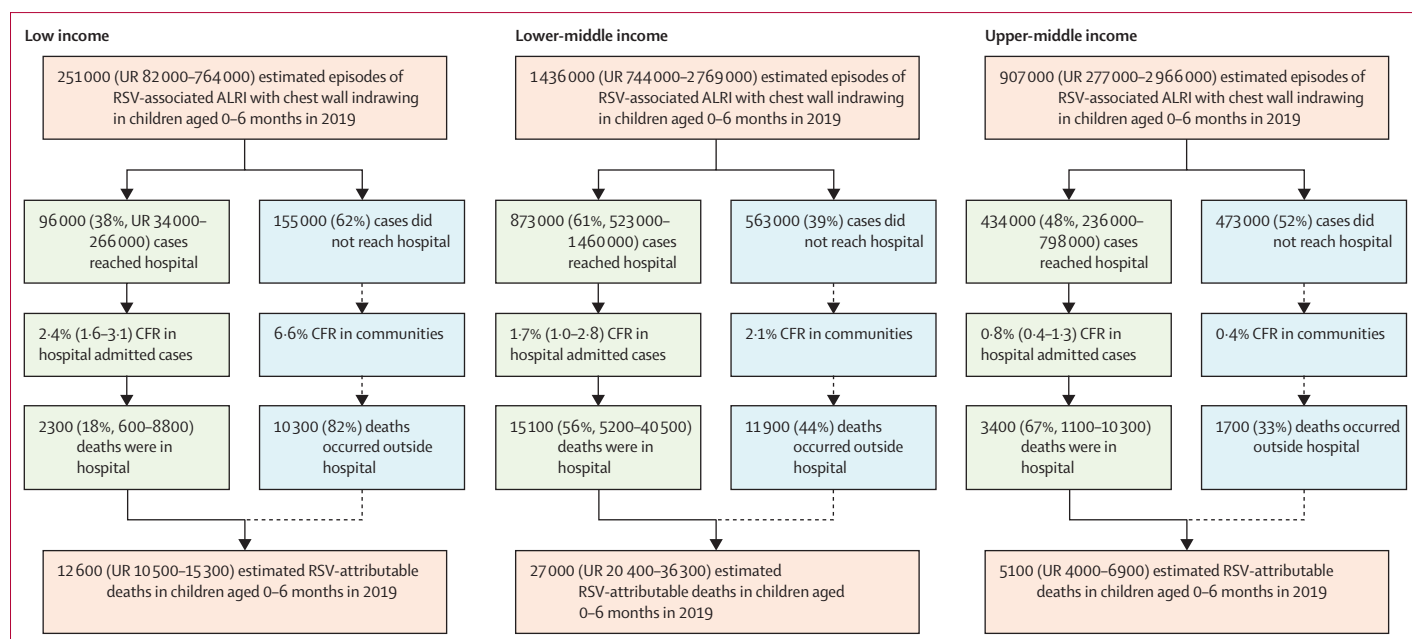 Low income
251 000 (UR 82 000–764 000) estimated episodes of
RSV-associated ALRI with chest wall indrawing
in children aged 0–6 months in 2019
96 000 (38%, UR 34 000–
266 000) cases
reached hospital
155 000 (62%) cases did
not reach hospital
2·4% (1·6–3·1) CFR in
hospital admitted cases
6·6% CFR in communities
2300 (18%, 600–8800)
deaths were in
hospital
10 300 (82%) deaths
occurred outside
hospital
12 600 (UR 10 500–15 300) estimated RSV-attributable
deaths in children aged 0–6 months in 2019
Lower-middle income
1 436 000 (UR 744 000–2 769 000) estimated episodes of
RSV-associated ALRI with chest wall indrawing
in children aged 0–6 months in 2019
873 000 (61%, 523 000–
1 460 000) cases
reached hospital
563 000 (39%) cases did
not reach hospital
1·7% (1·0–2·8) CFR in
hospital admitted cases
2·1% CFR in communities
15 100 (56%, 5200–40 500)
deaths were in
hospital
11 900 (44%) deaths
occurred outside
hospital
27 000 (UR 20 400–36 300) estimated
RSV-attributable deaths in children aged
0–6 months in 2019
Upper-middle income
907 000 (UR 277 000–2 966 000) estimated episodes of
RSV-associated ALRI with chest wall indrawing
in children aged 0–6 months in 2019
434 000 (48%, 236 000–
798 000) cases
reached hospital
473 000 (52%) cases did
not reach hospital
0·8% (0·4–1·3) CFR in
hospital admitted cases
0·4% CFR in communities
3400 (67%, 1100–10 300)
deaths were in
hospital
1700 (33%) deaths occurred
outside hospital
5100 (UR 4000–6900) estimated RSV-attributable
deaths in children aged 0–6 months in 2019